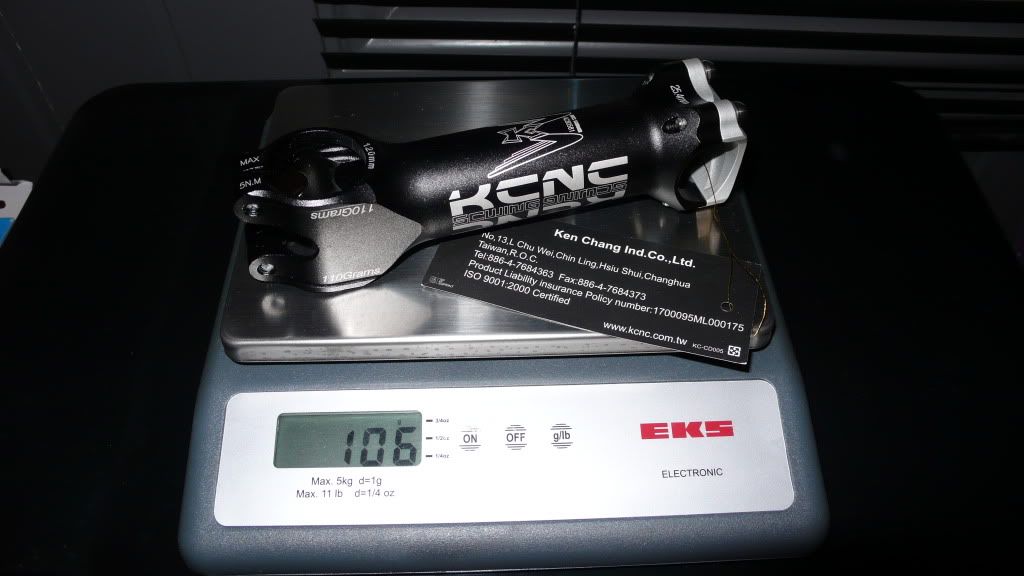 25.4mm
120mm
MAX
5N.M
KCNC
SCWING
110Grams
110Grams
Ken Chang Ind.Co.,Ltd.
No,13,L Chu Wei,Chin Ling,Hsiu Shui,Changhua
Taiwan,R.O.C.
Tel:886-4-7684363 Fax:886-4-7684373
Product Liability insurance Policy number:1700095ML000175
ISO 9001:2000 Certified
www.kcnc.com.tw KC-CD005
106
3/4oz
1/2oz
1/4oz
ON
OFF
g/lb
EKS
ELECTRONIC
Max. 5kg d=1g
Max. 11 lb d=1/4 oz